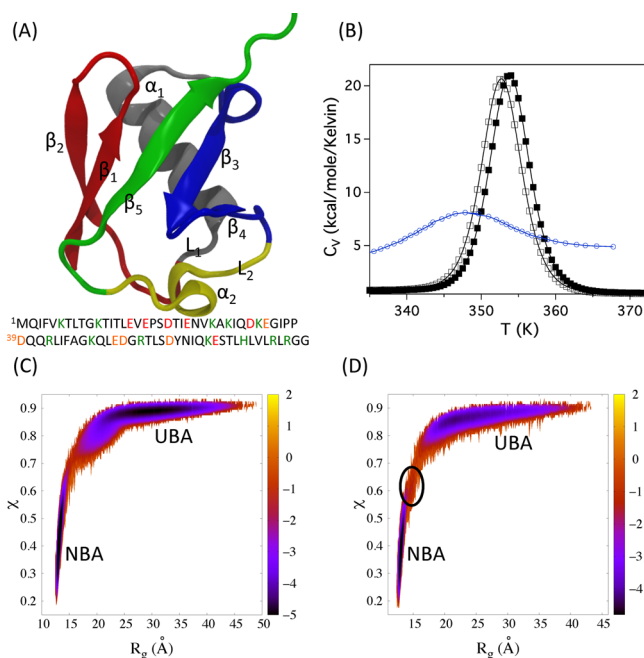 (A)
(B)
α1
β2
β1
β3
β5
β4
L1
L2
α2
1MQIFVKTLTGKTITLEVEPSDTIENVKAKIQDKEGIPP
39DQQRLIFAGKQLEDGRTLSDYNIQKESTLHLVLRLRGG
20
15
10
5
CV (kcal/mole/Kelvin)
340
350
360
370
T (K)
(C)
(D)
0.9
0.8
0.7
0.6
0.5
0.4
0.3
0.2
χ
UBA
NBA
10 15 20 25 30 35 40 45 50
Rg (Å)
2
1
0
-1
-2
-3
-4
-5
0.9
0.8
0.7
0.6
0.5
0.4
0.3
0.2
χ
UBA
NBA
15 20 25 30 35 40 45
Rg (Å)
2
1
0
-1
-2
-3
-4